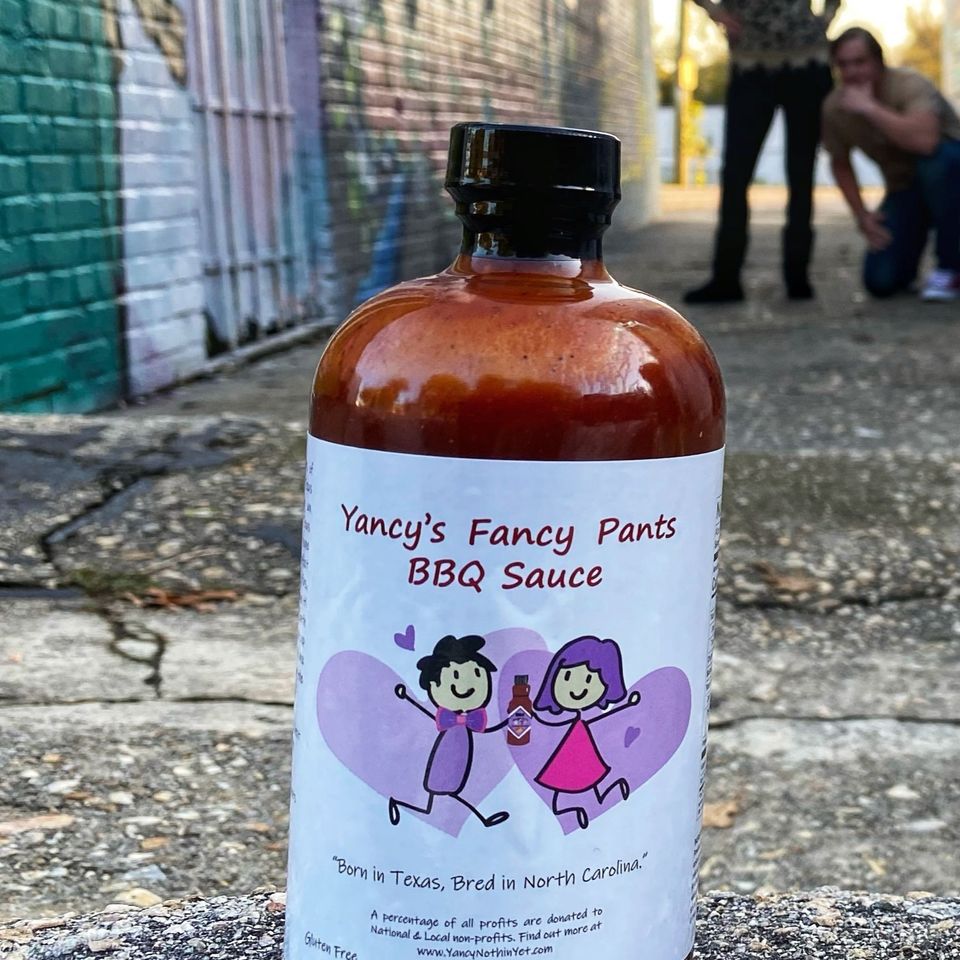 Yancy's Fancy Pants
BBQ Sauce
"Born in Texas, Bred in North Carolina."
A percentage of all profits are donated to
National & Local non-profits. Find out more at
www.YancyNothinYet.com
Gluten Free